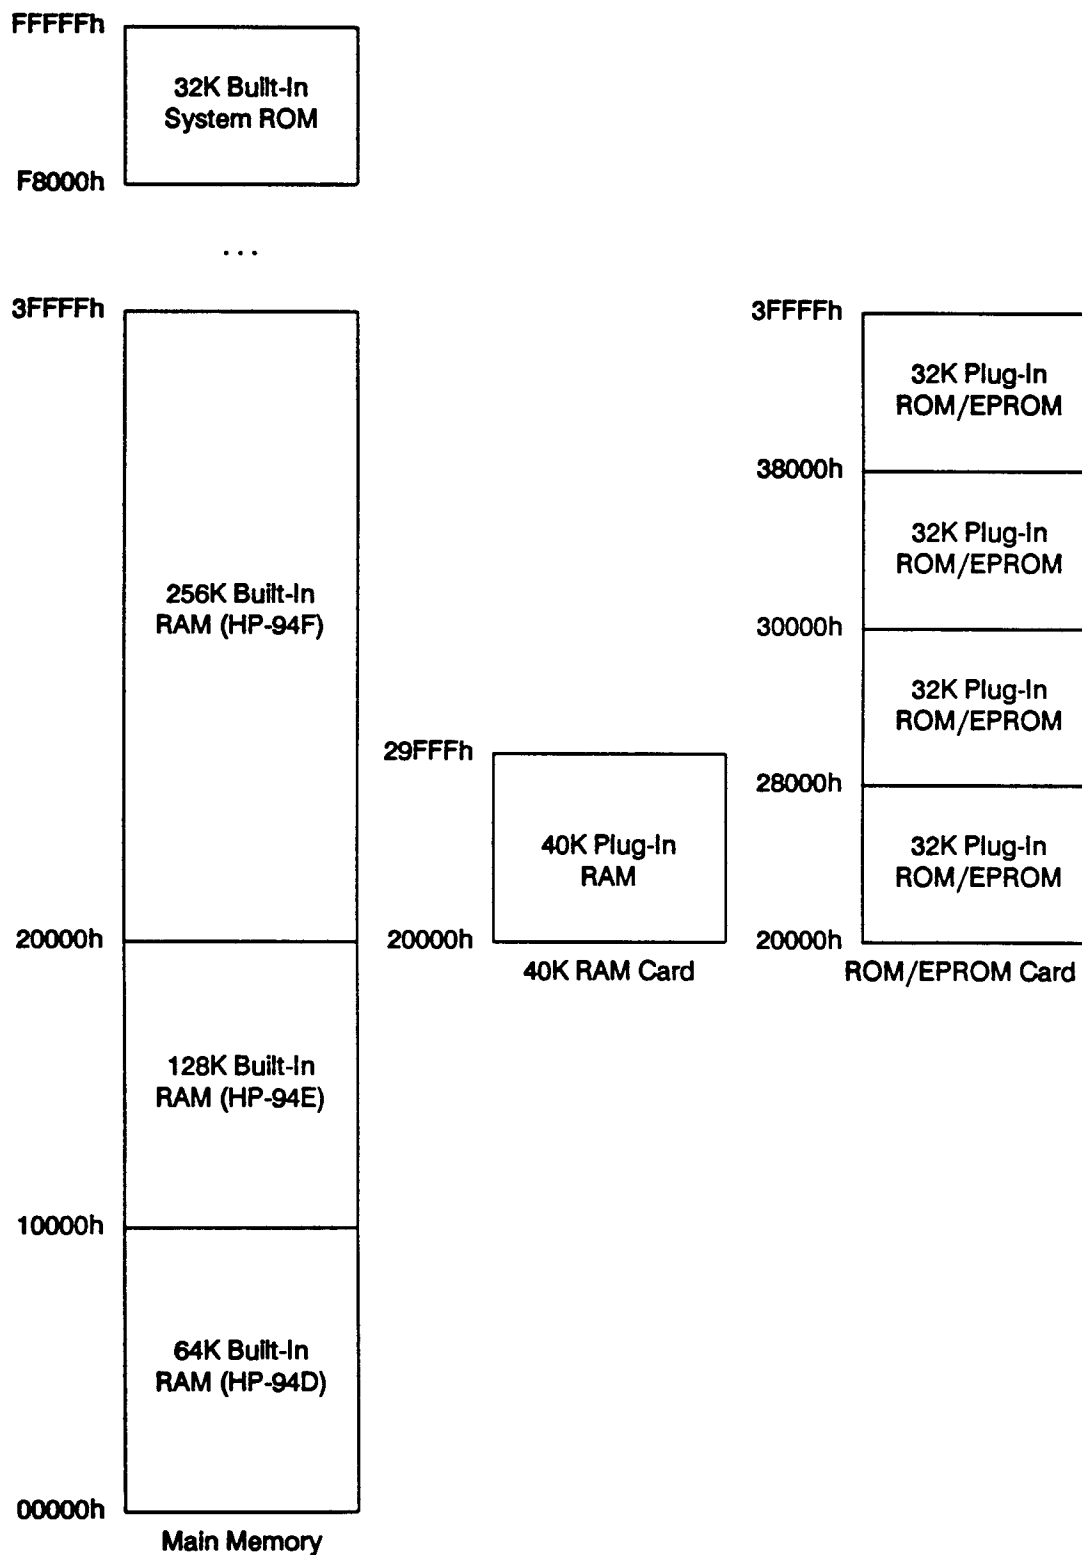 FFFFFh
32K Built-In
System ROM
F8000h
...
3FFFFh
256K Built-In
RAM (HP-94F)
20000h
128K Built-In
RAM (HP-94E)
10000h
64K Built-In
RAM (HP-94D)
00000h
Main Memory
29FFFh
40K Plug-In
RAM
20000h
40K RAM Card
3FFFFh
32K Plug-In
ROM/EPROM
38000h
32K Plug-In
ROM/EPROM
30000h
32K Plug-In
ROM/EPROM
28000h
32K Plug-In
ROM/EPROM
20000h
ROM/EPROM Card